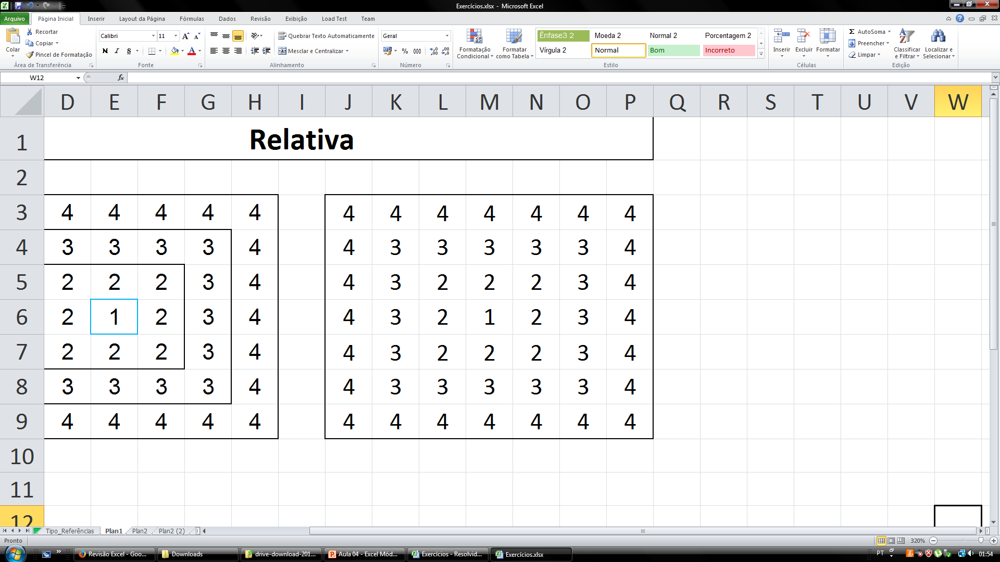 Exercícios.xlsx - Microsoft Excel
Arquivo Página Inicial Inserir Layout da Página Fórmulas Dados Revisão Exibição Load Test Team
Colar
Recortar
Copiar
Pincel de Formatação
Área de Transferência
Calibri 11
N I S
Fonte
Quebrar Texto Automaticamente
Mesclar e Centralizar
Alinhamento
Geral
% 000
Número
Formatação Condicional
Formatar como Tabela
Ênfase3 2 Moeda 2 Normal 2 Porcentagem 2
Vírgula 2 Normal Bom Incorreto
Estilo
Inserir Excluir Formatar
Células
Σ AutoSoma
Preencher
Limpar
Classificar e Filtrar
Localizar e Selecionar
Edição
W12 fx
D E F G H I J K L M N O P Q R S T U V W
1 Relativa
2
3 4 4 4 4 4 4 4 4 4 4 4 4
4 3 3 3 3 4 4 3 3 3 3 3 4
5 2 2 2 3 4 4 3 2 2 2 3 4
6 2 1 2 3 4 4 3 2 1 2 3 4
7 2 2 2 3 4 4 3 2 2 2 3 4
8 3 3 3 3 4 4 3 3 3 3 3 4
9 4 4 4 4 4 4 4 4 4 4 4 4
10
11
12
Tipo_Referências Plan1 Plan2 Plan2 (2)
Pronto 320%
Revisão Excel - Goo... Downloads drive-download-201... Aula 04 - Excel Mód... Exercícios - Resolvid... Exercícios.xlsx PT 01:54